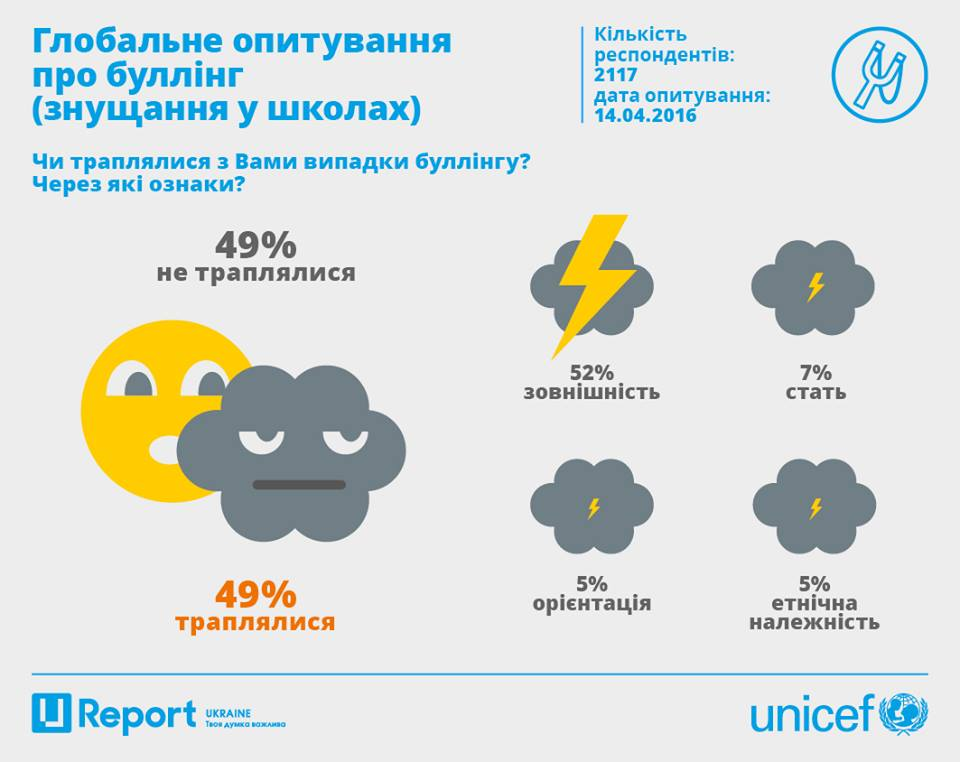 Глобальне опитування
про буллінг
(знущання у школах)
Кількість
респондентів:
2117
дата опитування:
14.04.2016
Чи траплялися з Вами випадки буллінгу?
Через які ознаки?
49%
не траплялися
49%
траплялися
52%
зовнішність
7%
стать
5%
орієнтація
5%
етнічна
належність
U Report
UKRAINE
Твоя думка важлива
unicef